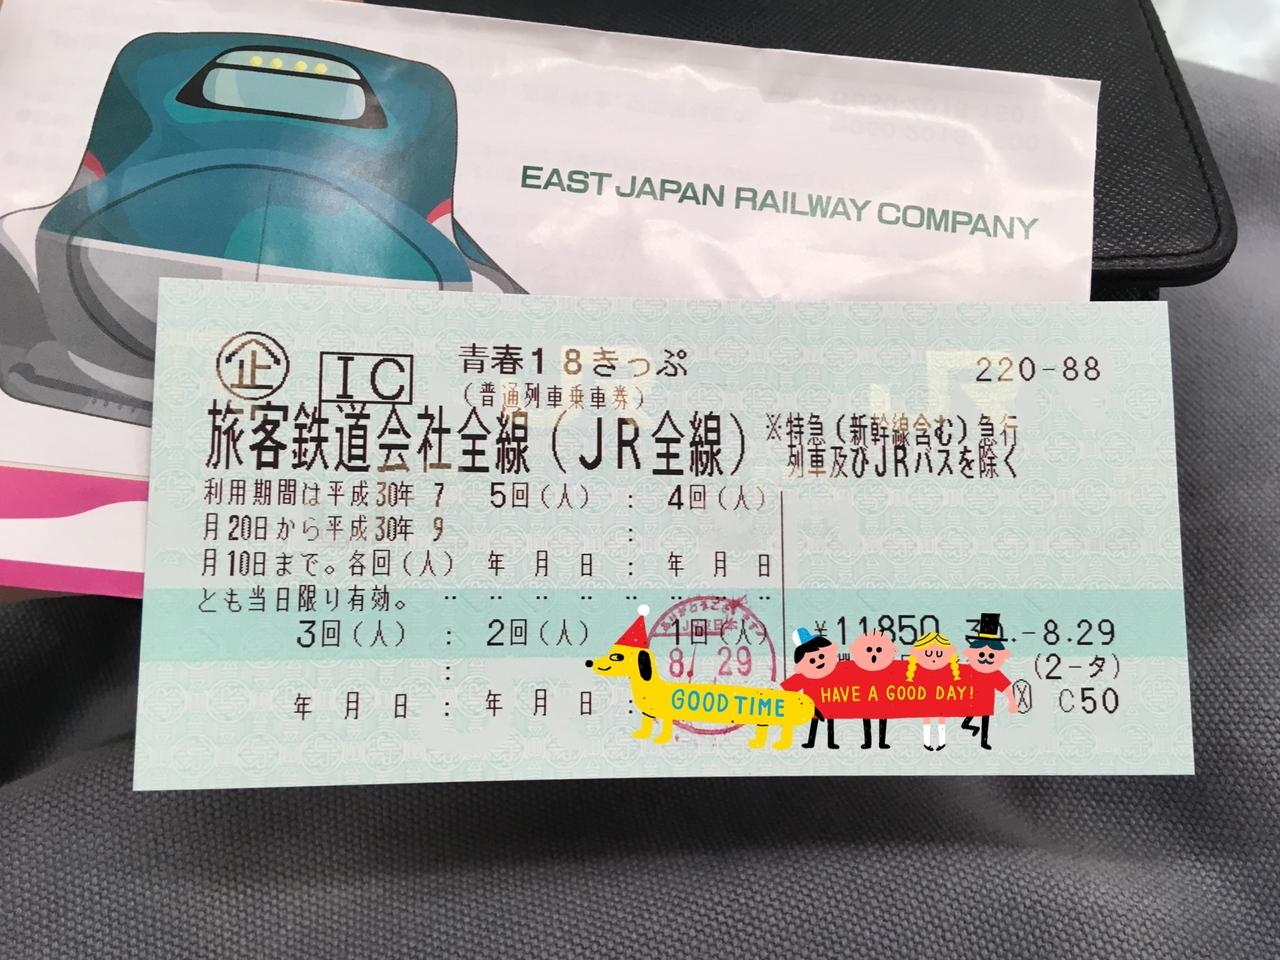 EAST JAPAN RAILWAY COMPANY
企 IC 青春18きっぷ 220-88
(普通列車乗車券)
旅客鉄道会社全線(JR全線)
※特急(新幹線含む)急行
列車及びJRバスを除く
利用期間は平成30年 7
月20日から平成30年 9
月10日まで。各回(人)
とも当日限り有効。
5回(人) : 4回(人)
:
年 月 日 : 年 月 日
3回(人) : 2回(人) 1回(人)
:
年 月 日 : 年 月 日 :
JR東日本
8. 29
¥11850 -8.29
(2-タ)
C50
GOOD TIME
HAVE A GOOD DAY!